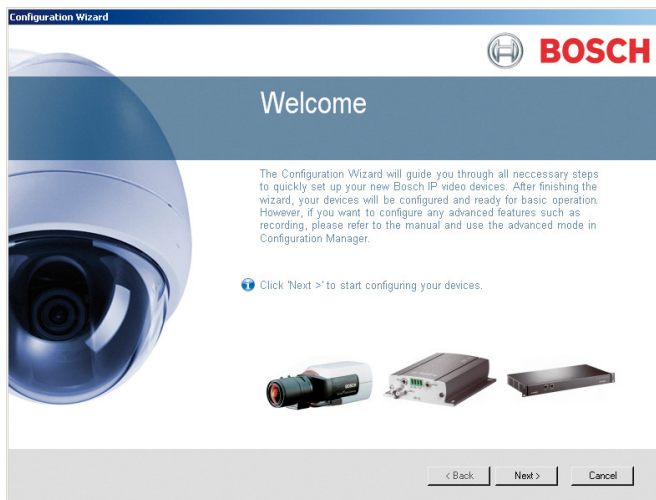 Configuration Wizard
BOSCH
Welcome
The Configuration Wizard will guide you through all neccessary steps
to quickly set up your new Bosch IP video devices. After finishing the
wizard, your devices will be configured and ready for basic operation.
However, if you want to configure any advanced features such as
recording, please refer to the manual and use the advanced mode in
Configuration Manager.
Click 'Next >' to start configuring your devices.
BOSCH
< Back Next > Cancel